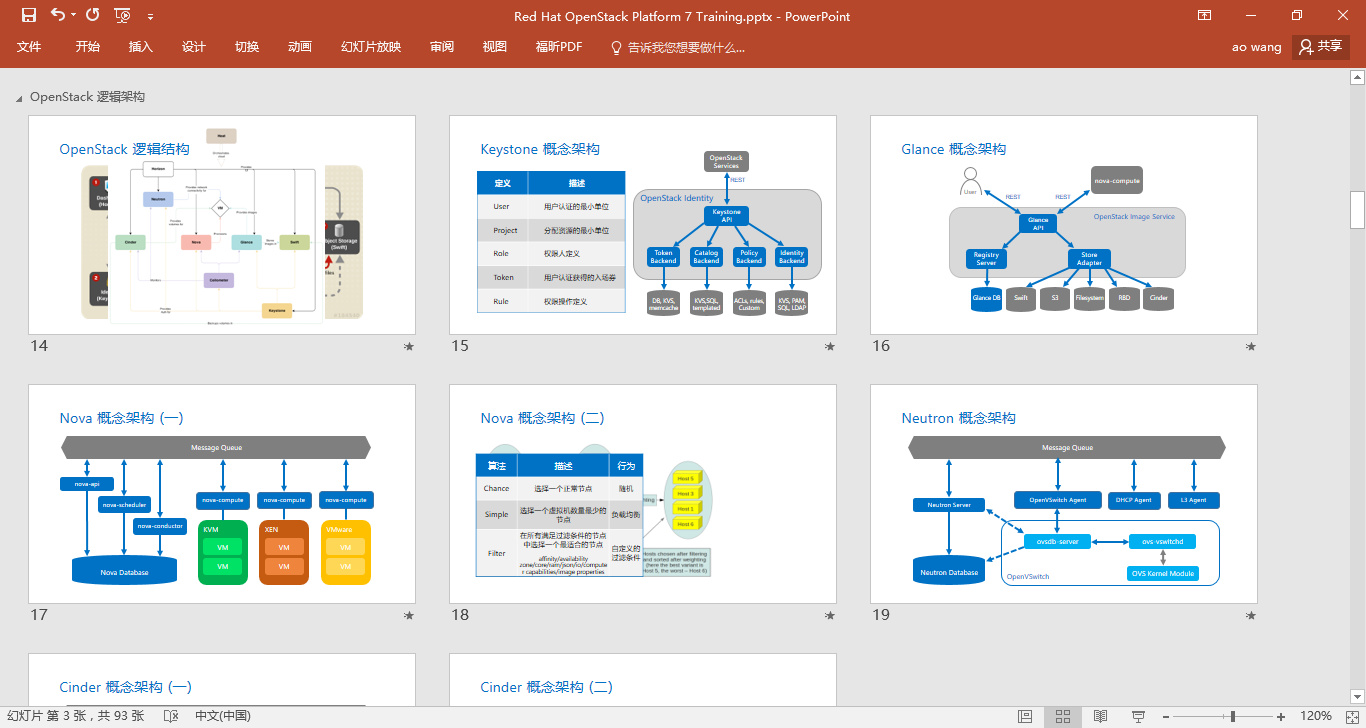 Red Hat OpenStack Platform 7 Training.pptx - PowerPoint
文件 开始 插入 设计 切换 动画 幻灯片放映 审阅 视图 福昕PDF 告诉我您想要做什么... ao wang 共享
OpenStack 逻辑架构
OpenStack 逻辑结构
Heat
Horizon
Neutron
VM
Cinder
Nova
Glance
Swift
Ceilometer
Keystone
(Swift)
14
Keystone 概念架构
定义 描述
User 用户认证的最小单位
Project 分配资源的最小单位
Role 权限人定义
Token 用户认证获得的入场券
Rule 权限操作定义
OpenStack
Services
REST
OpenStack Identity
Keystone
API
Token
Backend
Catalog
Backend
Policy
Backend
Identity
Backend
DB, KVS,
memcache
KVS,SQL,
templated
ACLs, rules,
Custom
KVS, PAM,
SQL, LDAP
15
Glance 概念架构
User
nova-compute
REST
REST
OpenStack Image Service
Glance
API
Registry
Server
Store
Adapter
Glance DB
Swift
S3
Filesystem
RBD
Cinder
16
Nova 概念架构 (一)
Message Queue
nova-api
nova-scheduler
nova-conductor
nova-compute
nova-compute
nova-compute
KVM
VM
VM
XEN
VM
VM
VMware
VM
VM
Nova Database
17
Nova 概念架构 (二)
算法 描述 行为
Chance 选择一个正常节点 随机
Simple 选择一个虚拟机数量最少的
节点 负载均衡
Filter 在所有满足过滤条件的节点
中选择一个最适合的节点
affinity/availability
zone/core/ram/json/io/compute
r capabilities/image properties
自定义的
过滤条件
Host 5
Host 3
Host 1
Host 6
Hosts chosen after filtering
and sorted after weighting
(here the best variant is
Host 5, the worst – Host 6)
18
Neutron 概念架构
Message Queue
Neutron Server
OpenVSwitch Agent
DHCP Agent
L3 Agent
ovsdb-server
ovs-vswitchd
OVS Kernel Module
OpenVSwitch
Neutron Database
19
Cinder 概念架构 (一)
Cinder 概念架构 (二)
幻灯片 第 3 张，共 93 张 中文(中国) 120%